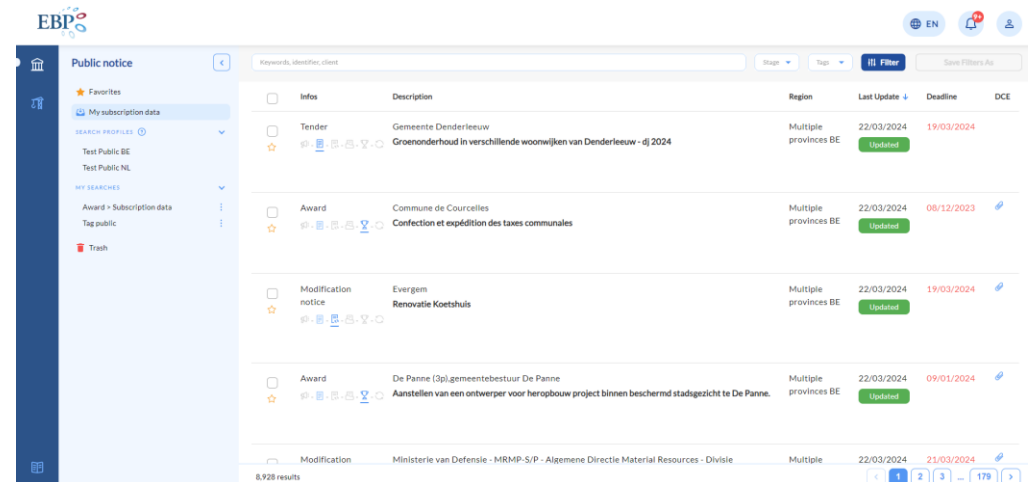 EBP
EN
9+
Public notice
Favorites
My subscription data
SEARCH PROFILES ?
Test Public BE
Test Public NL
MY SEARCHES
Award > Subscription data
Tag public
Trash
Keywords, identifier, client
Stage
Tags
Filter
Save Filters As
Infos Description Region Last Update ↓ Deadline DCE
Tender Gemeente Denderleeuw Multiple 22/03/2024 19/03/2024
Groenonderhoud in verschillende woonwijken van Denderleeuw - dj 2024 provinces BE Updated
Award Commune de Courcelles Multiple 22/03/2024 08/12/2023
Confection et expédition des taxes communales provinces BE Updated
Modification Evergem Multiple 22/03/2024 19/03/2024
notice Renovatie Koetshuis provinces BE Updated
Award De Panne (3p),gemeentebestuur De Panne Multiple 22/03/2024 09/01/2024
Aanstellen van een ontwerper voor heropbouw project binnen beschermd stadsgezicht te De Panne. provinces BE Updated
Modification Ministerie van Defensie - MRMP-S/P - Algemene Directie Material Resources - Divisie Multiple 22/03/2024 21/03/2024
8,928 results < 1 2 3 ... 179 >